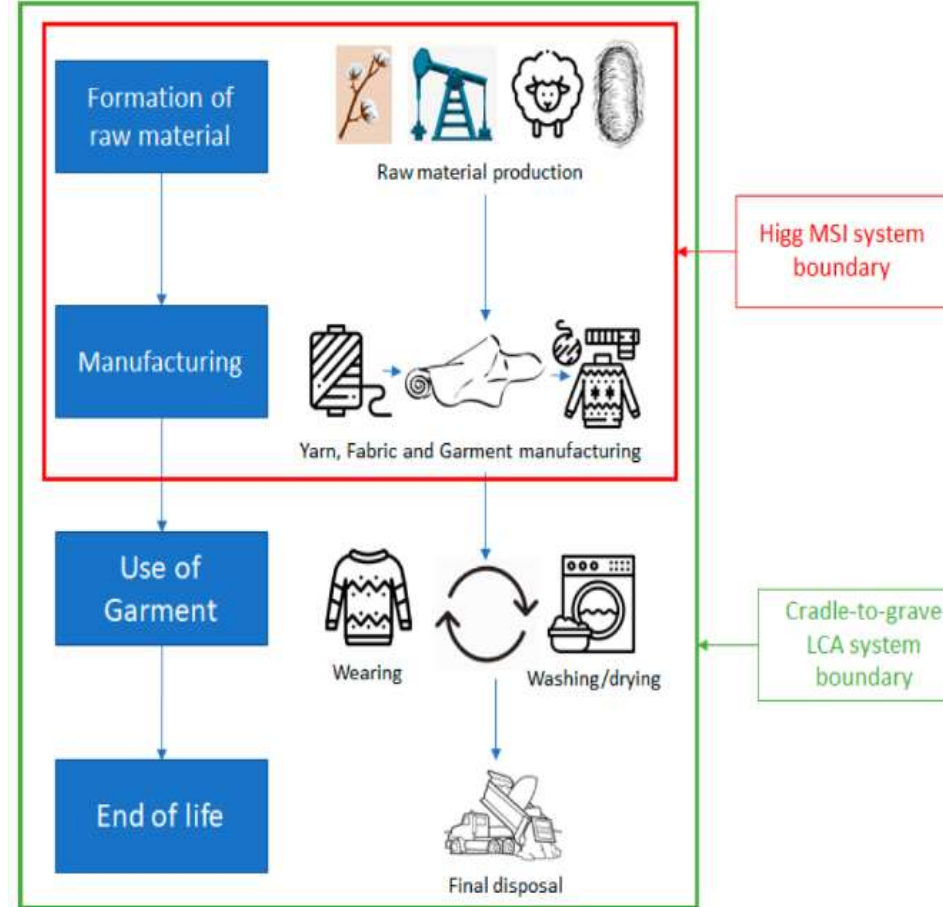 Formation of
raw material
Raw material production
Higg MSI system
boundary
Manufacturing
Yarn, Fabric and Garment manufacturing
Use of
Garment
Wearing
Washing/drying
Cradle-to-grave
LCA system
boundary
End of life
Final disposal